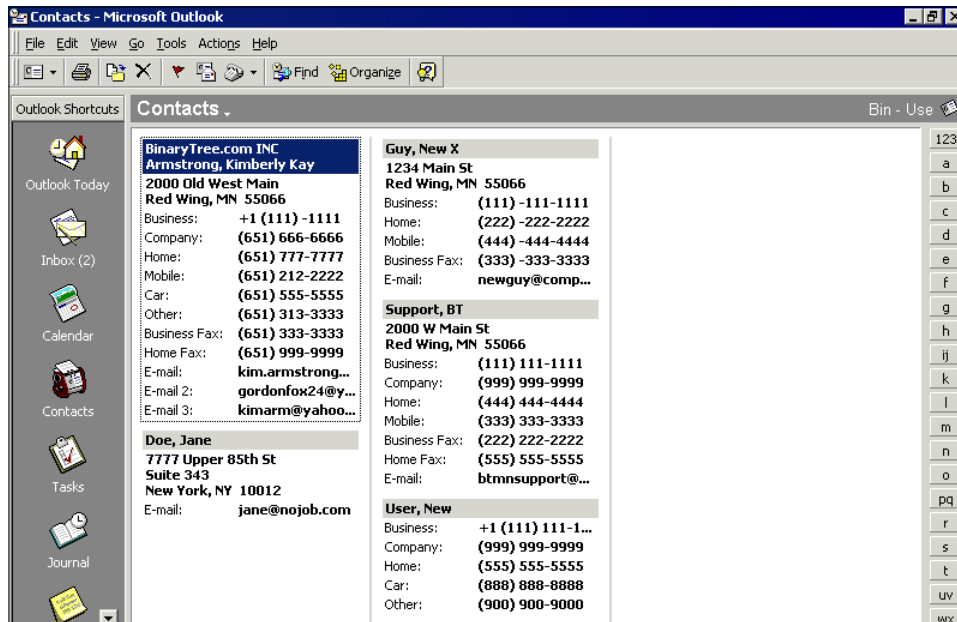 Contacts - Microsoft Outlook
File Edit View Go Tools Actions Help
Find Organize
Outlook Shortcuts
Contacts
Bin - Use
Outlook Today
Inbox (2)
Calendar
Contacts
Tasks
Journal
BinaryTree.com INC
Armstrong, Kimberly Kay
2000 Old West Main
Red Wing, MN 55066
Business: +1 (111) -1111
Company: (651) 666-6666
Home: (651) 777-7777
Mobile: (651) 212-2222
Car: (651) 555-5555
Other: (651) 313-3333
Business Fax: (651) 333-3333
Home Fax: (651) 999-9999
E-mail: kim.armstrong...
E-mail 2: gordonfox24@y...
E-mail 3: kimarm@yahoo...
Doe, Jane
7777 Upper 85th St
Suite 343
New York, NY 10012
E-mail: jane@nojob.com
Guy, New X
1234 Main St
Red Wing, MN 55066
Business: (111) -111-1111
Home: (222) -222-2222
Mobile: (444) -444-4444
Business Fax: (333) -333-3333
E-mail: newguy@comp...
Support, BT
2000 W Main St
Red Wing, MN 55066
Business: (111) 111-1111
Company: (999) 999-9999
Home: (444) 444-4444
Mobile: (333) 333-3333
Business Fax: (222) 222-2222
Home Fax: (555) 555-5555
E-mail: btmnsupport@...
User, New
Business: +1 (111) 111-1...
Company: (999) 999-9999
Home: (555) 555-5555
Car: (888) 888-8888
Other: (900) 900-9000
123
a
b
c
d
e
f
g
h
ij
k
l
m
n
o
pq
r
s
t
uv
wx